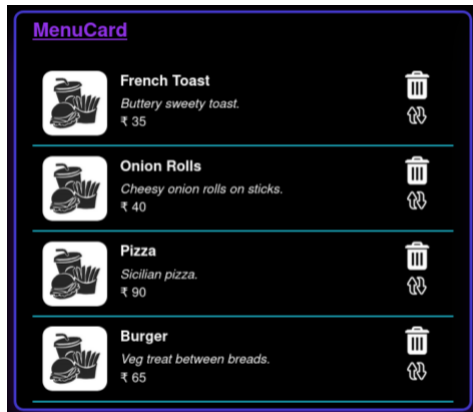 MenuCard
French Toast
Buttery sweety toast.
₹ 35
Onion Rolls
Cheesy onion rolls on sticks.
₹ 40
Pizza
Sicilian pizza.
₹ 90
Burger
Veg treat between breads.
₹ 65